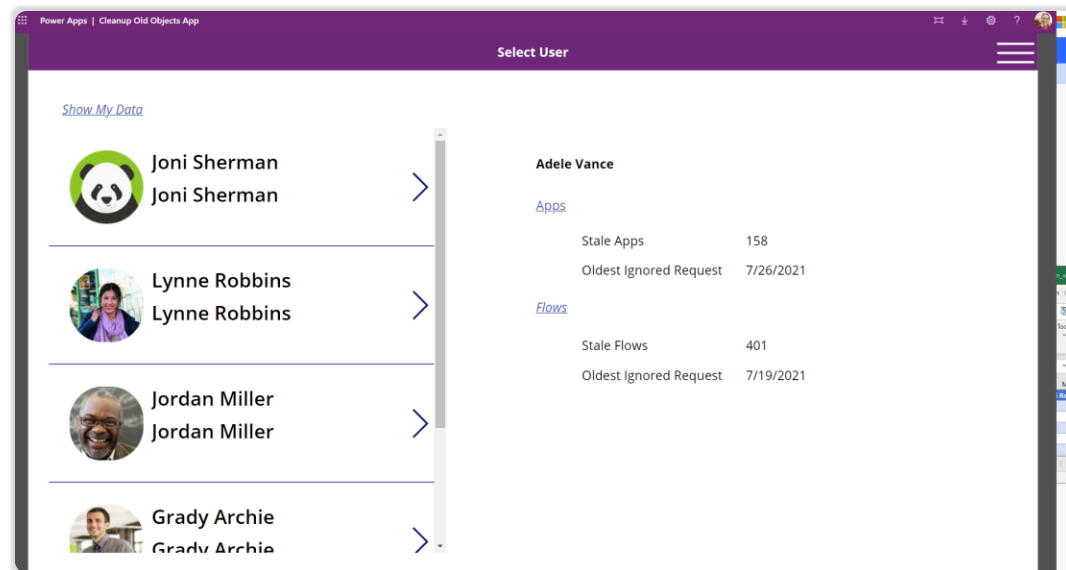 Power Apps | Cleanup Old Objects App
?
Select User
Show My Data
Joni Sherman
Joni Sherman
Lynne Robbins
Lynne Robbins
Jordan Miller
Jordan Miller
Grady Archie
Grady Archie
Adele Vance
Apps
Stale Apps 158
Oldest Ignored Request 7/26/2021
Flows
Stale Flows 401
Oldest Ignored Request 7/19/2021